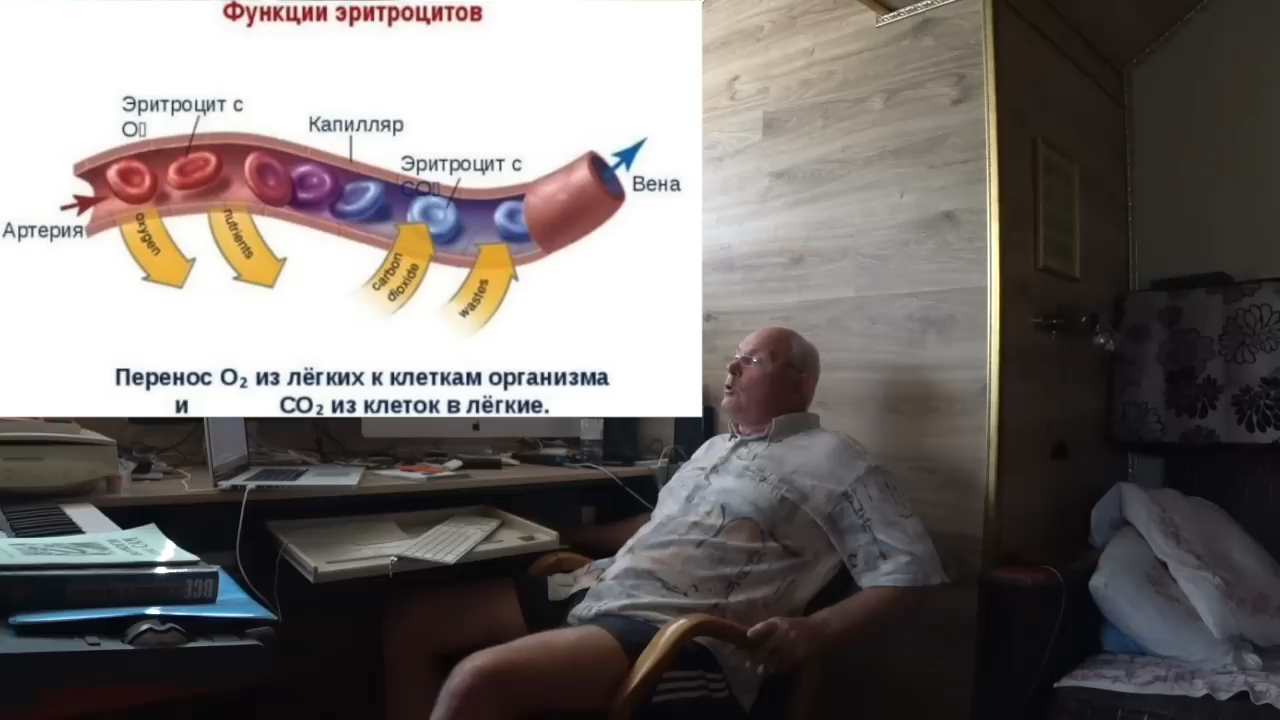 Функции эритроцитов
Эритроцит с
O
Капилляр
Эритроцит с
CO
Вена
Артерия
oxygen
nutrients
carbon
dioxide
wastes
Перенос O₂ из лёгких к клеткам организма
и CO₂ из клеток в лёгкие.
ВСЕ